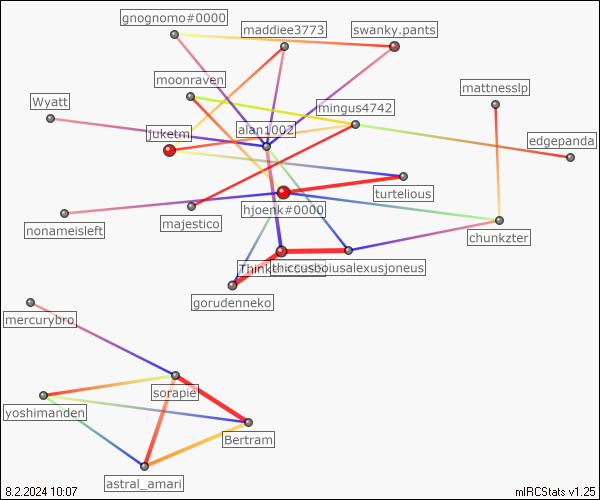 gnognomo#0000
maddiee3773
swanky.pants
moonraven
mattnesslp
Wyatt
mingus4742
alan1002
juketm
edgepanda
turtelious
hjoenk#0000
majestico
nonameisleft
chunkzter
thiccusboiusalexusjoneus
gorudenneko
mercurybro
sorapie
yoshimanden
Bertram
astral_amari
8.2.2024 10:07
mIRCStats v1.25